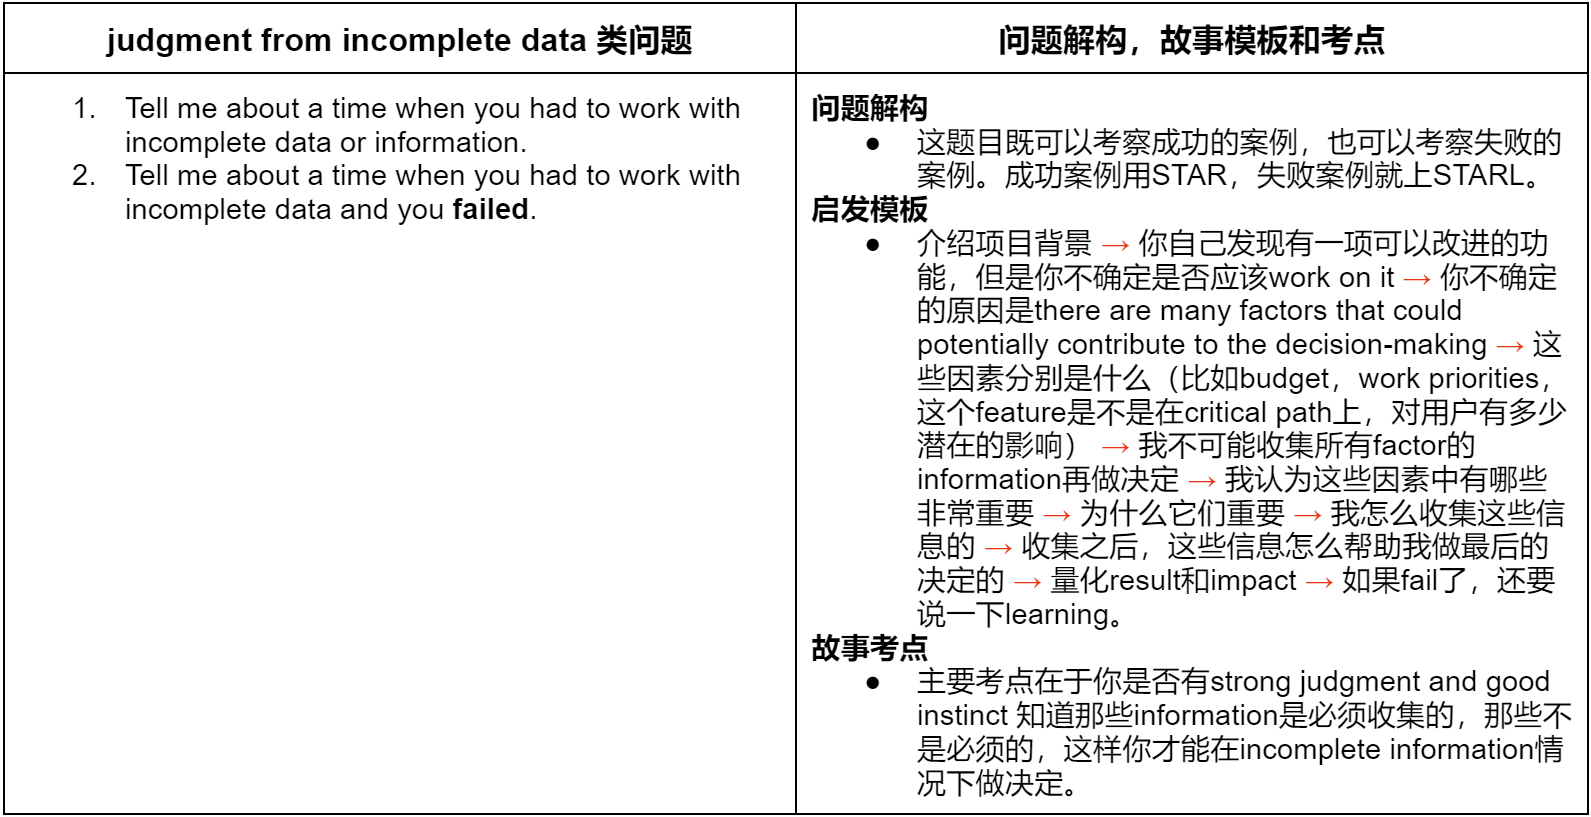 judgment from incomplete data 类问题
问题解构，故事模板和考点
1. Tell me about a time when you had to work with
incomplete data or information.
2. Tell me about a time when you had to work with
incomplete data and you failed.
问题解构
● 这题目既可以考察成功的案例，也可以考察失败的
案例。成功案例用STAR，失败案例就上STARL。
启发模板
● 介绍项目背景 → 你自己发现有一项可以改进的功
能，但是你不确定是否应该work on it → 你不确定
的原因是there are many factors that could
potentially contribute to the decision-making → 这
些因素分别是什么（比如budget，work priorities，
这个feature是不是在critical path上，对用户有多少
潜在的影响） → 我不可能收集所有factor的
information再做决定 → 我认为这些因素中有哪些
非常重要 → 为什么它们重要 → 我怎么收集这些信
息的 → 收集之后，这些信息怎么帮助我做最后的
决定的 → 量化result和impact → 如果fail了，还要
说一下learning。
故事考点
● 主要考点在于你是否有strong judgment and good
instinct 知道那些information是必须收集的，那些不
是必须的，这样你才能在incomplete information情
况下做决定。